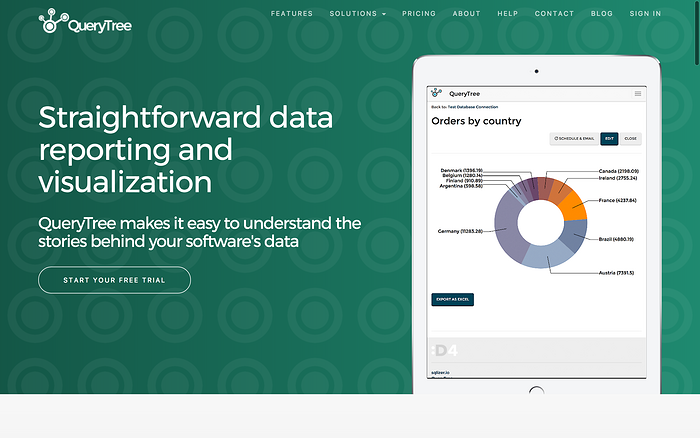 QueryTree
FEATURES
SOLUTIONS
PRICING
ABOUT
HELP
CONTACT
BLOG
SIGN IN
Straightforward data
reporting and
visualization
QueryTree makes it easy to understand the
stories behind your software's data
START YOUR FREE TRIAL
QueryTree
Back to: Test Database Connection
Orders by country
SCHEDULE & EMAIL
EDIT
CLOSE
Denmark (1396.19)
Belgium (1280.14)
Finland (910.89)
Argentina (598.58)
Germany (11283.28)
Canada (2198.09)
Ireland (2755.24)
France (4237.84)
Brazil (4880.19)
Austria (7391.5)
EXPORT AS EXCEL
:D4
sqlizer.io